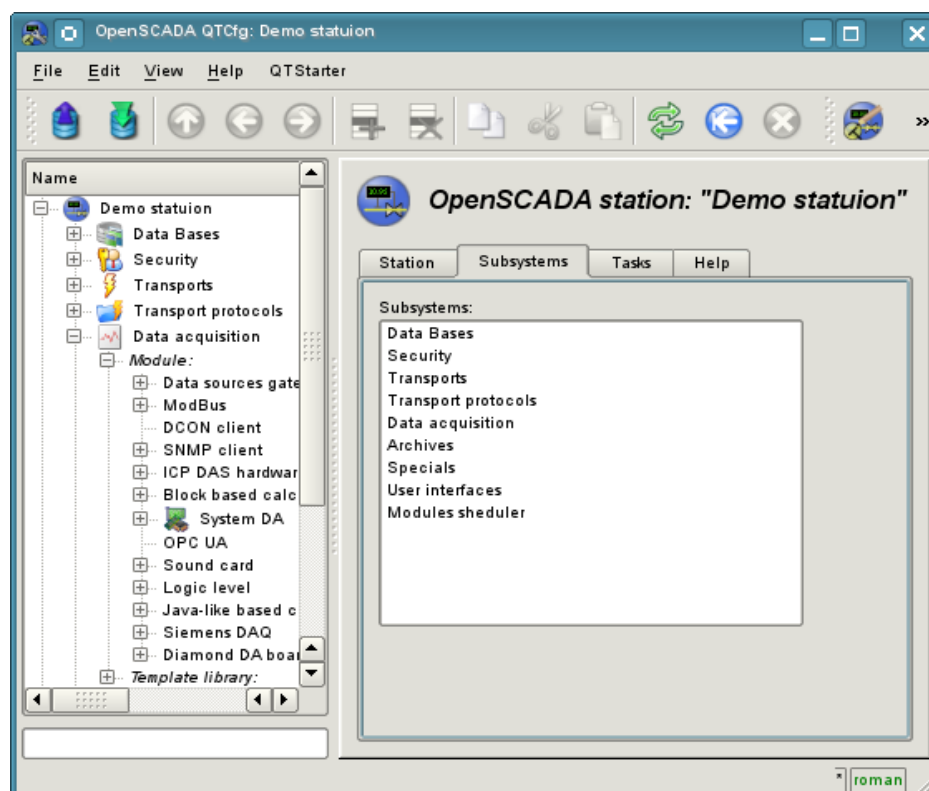 OpenSCADA QTCfg: Demo statuion
File Edit View Help QTStarter
»
Name
Demo statuion
Data Bases
Security
Transports
Transport protocols
Data acquisition
Module:
Data sources gate
ModBus
DCON client
SNMP client
ICP DAS hardwar
Block based calc
System DA
OPC UA
Sound card
Logic level
Java-like based c
Siemens DAQ
Diamond DA boar
Template library:
OpenSCADA station: "Demo statuion"
Station Subsystems Tasks Help
Subsystems:
Data Bases
Security
Transports
Transport protocols
Data acquisition
Archives
Specials
User interfaces
Modules sheduler
* roman